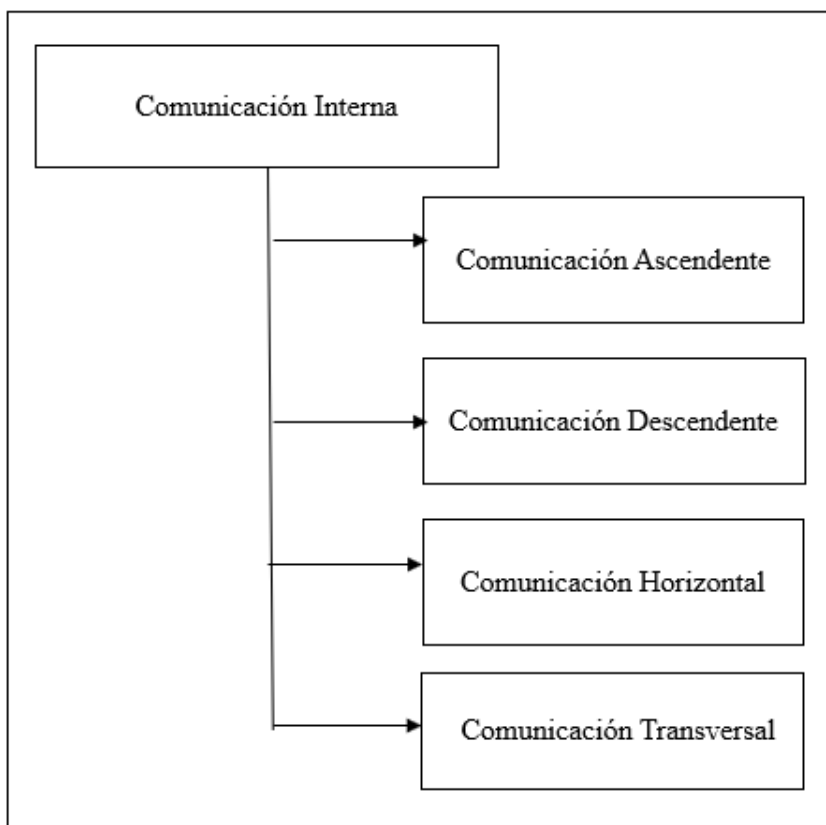 Comunicación Interna
Comunicación Ascendente
Comunicación Descendente
Comunicación Horizontal
Comunicación Transversal